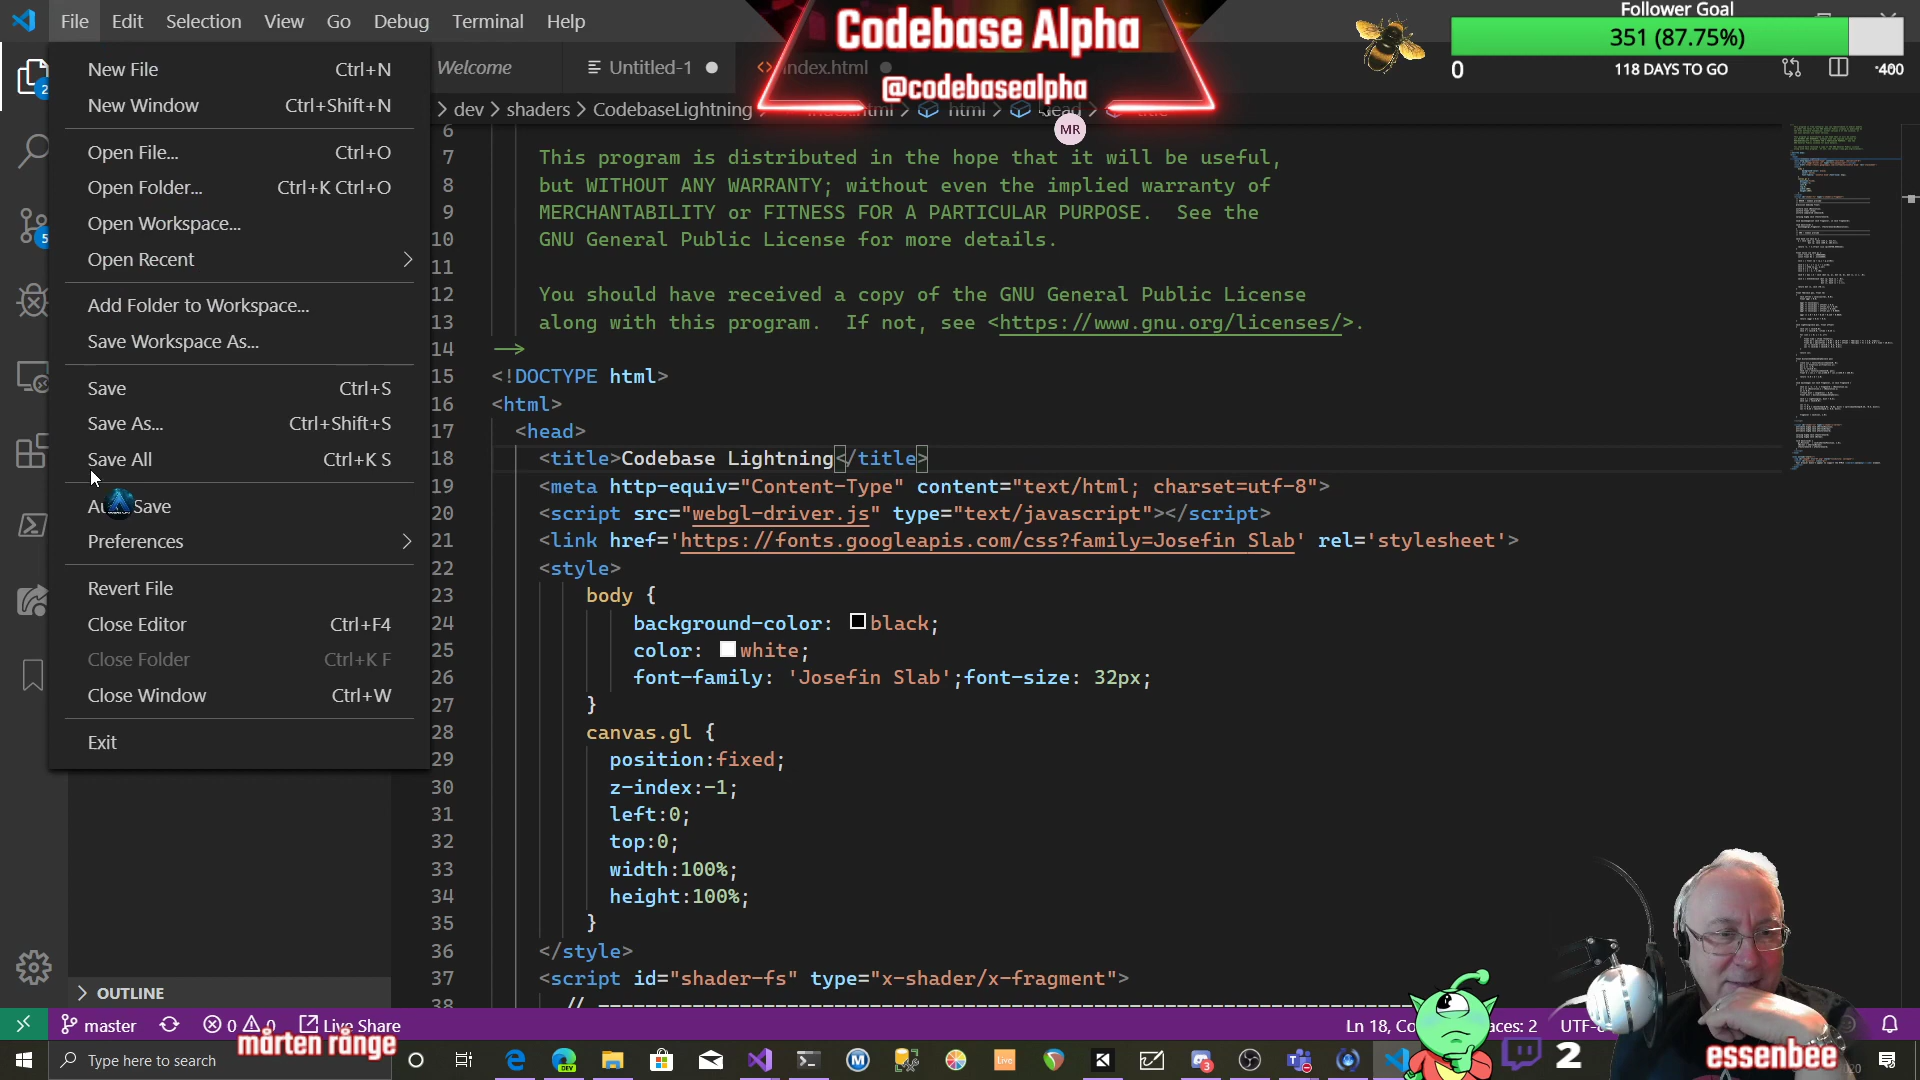 File Edit Selection View Go Debug Terminal Help
Codebase Alpha
@codebasealpha
Follower Goal
351 (87.75%)
0
118 DAYS TO GO
400
2
New File Ctrl+N
New Window Ctrl+Shift+N
Open File... Ctrl+O
Open Folder... Ctrl+K Ctrl+O
Open Workspace...
Open Recent
Add Folder to Workspace...
Save Workspace As...
Save Ctrl+S
Save As... Ctrl+Shift+S
Save All Ctrl+K S
Save
Preferences
Revert File
Close Editor Ctrl+F4
Close Folder Ctrl+K F
Close Window Ctrl+W
Exit
5
OUTLINE
Welcome Untitled-1 index.html
> dev > shaders > CodebaseLightning > html >
MR
6
7 This program is distributed in the hope that it will be useful,
8 but WITHOUT ANY WARRANTY; without even the implied warranty of
9 MERCHANTABILITY or FITNESS FOR A PARTICULAR PURPOSE. See the
10 GNU General Public License for more details.
11
12 You should have received a copy of the GNU General Public License
13 along with this program. If not, see <https://www.gnu.org/licenses/>.
14 -->
15 <!DOCTYPE html>
16 <html>
17 <head>
18 <title>Codebase Lightning</title>
19 <meta http-equiv="Content-Type" content="text/html; charset=utf-8">
20 <script src="webgl-driver.js" type="text/javascript"></script>
21 <link href='https://fonts.googleapis.com/css?family=Josefin Slab' rel='stylesheet'>
22 <style>
23 body {
24 background-color: black;
25 color: white;
26 font-family: 'Josefin Slab';font-size: 32px;
27 }
28 canvas.gl {
29 position:fixed;
30 z-index:-1;
31 left:0;
32 top:0;
33 width:100%;
34 height:100%;
35 }
36 </style>
37 <script id="shader-fs" type="x-shader/x-fragment">
38 //
master 0 0 Live Share
Ln 18,
UTF-8
mårten rånge
Type here to search
DEV
Live
3
2
essenbee